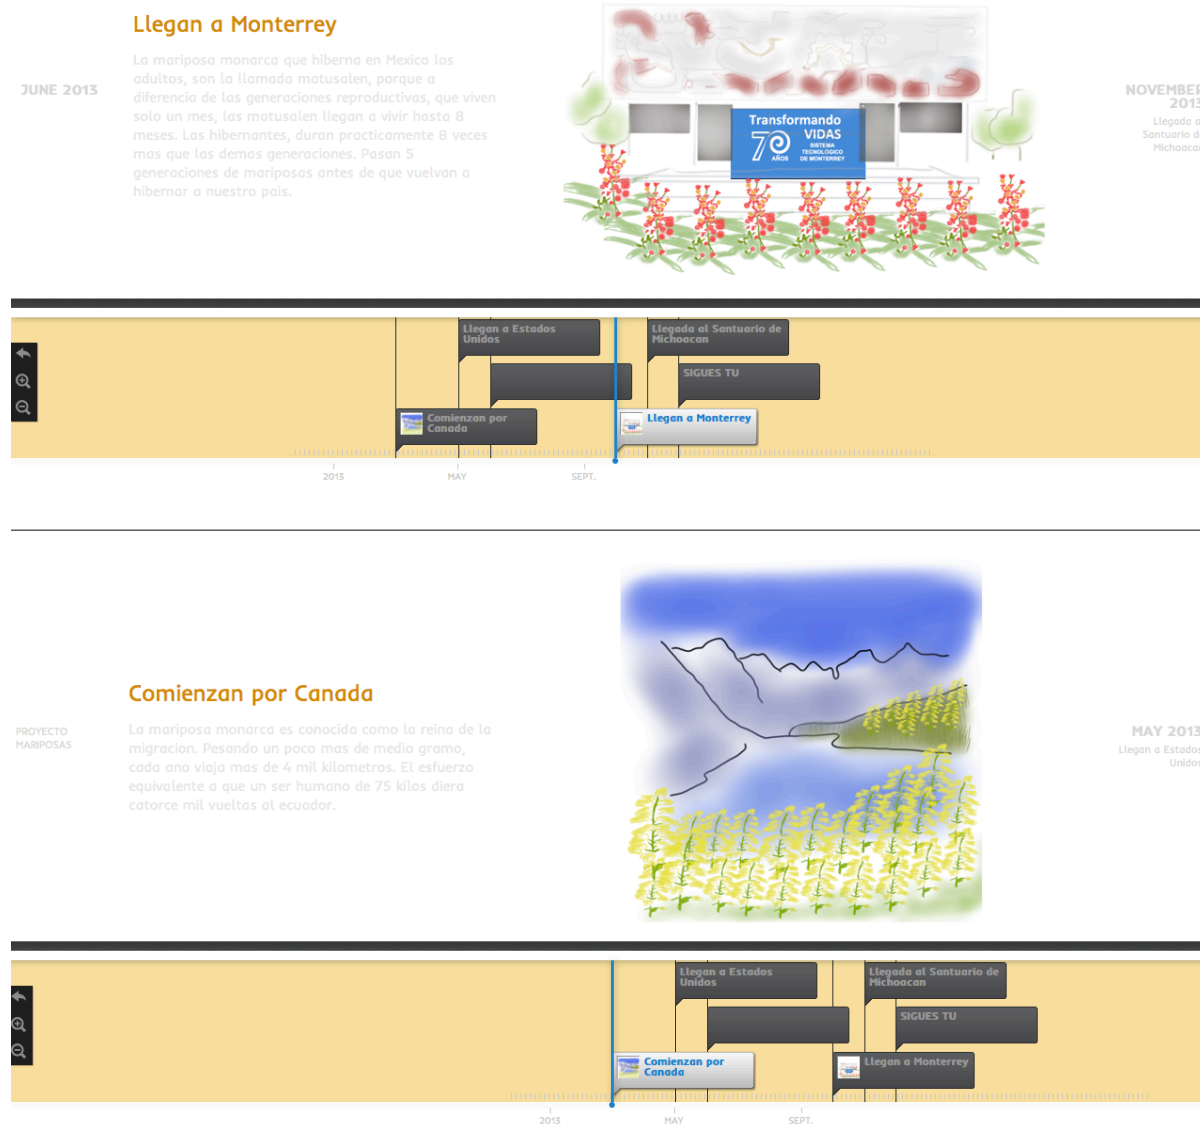 Llegan a Monterrey
La mariposa monarca que hiberna en Mexico los
adultos, son la llamada matusalen, porque a
diferencia de las generaciones reproductivas, que viven
solo un mes, las matusalen llegan a vivir hasta 8
meses. Las hibernantes, duran practicamente 8 veces
mas que las demas generaciones. Pasan 5
generaciones de mariposas antes de que vuelvan a
hibernar a nuestro pais.
JUNE 2013
Transformando
70 VIDAS
AÑOS
SISTEMA
TECNOLÓGICO
DE MONTERREY
NOVEMBER
2013
Llegada al
Santuario de
Michoacan
Llegan a Estados
Unidos
Llegada al Santuario de
Michoacan
SIGUES TU
Comienzan por
Canada
Llegan a Monterrey
2013 MAY SEPT.
Comienzan por Canada
La mariposa monarca es conocida como la reina de la
migracion. Pesando un poco mas de medio gramo,
cada ano viaja mas de 4 mil kilometros. El esfuerzo
equivalente a que un ser humano de 75 kilos diera
catorce mil vueltas al ecuador.
PROYECTO
MARIPOSAS
MAY 2013
Llegan a Estados
Unidos
Llegan a Estados
Unidos
Llegada al Santuario de
Michoacan
SIGUES TU
Comienzan por
Canada
Llegan a Monterrey
2013 MAY SEPT.